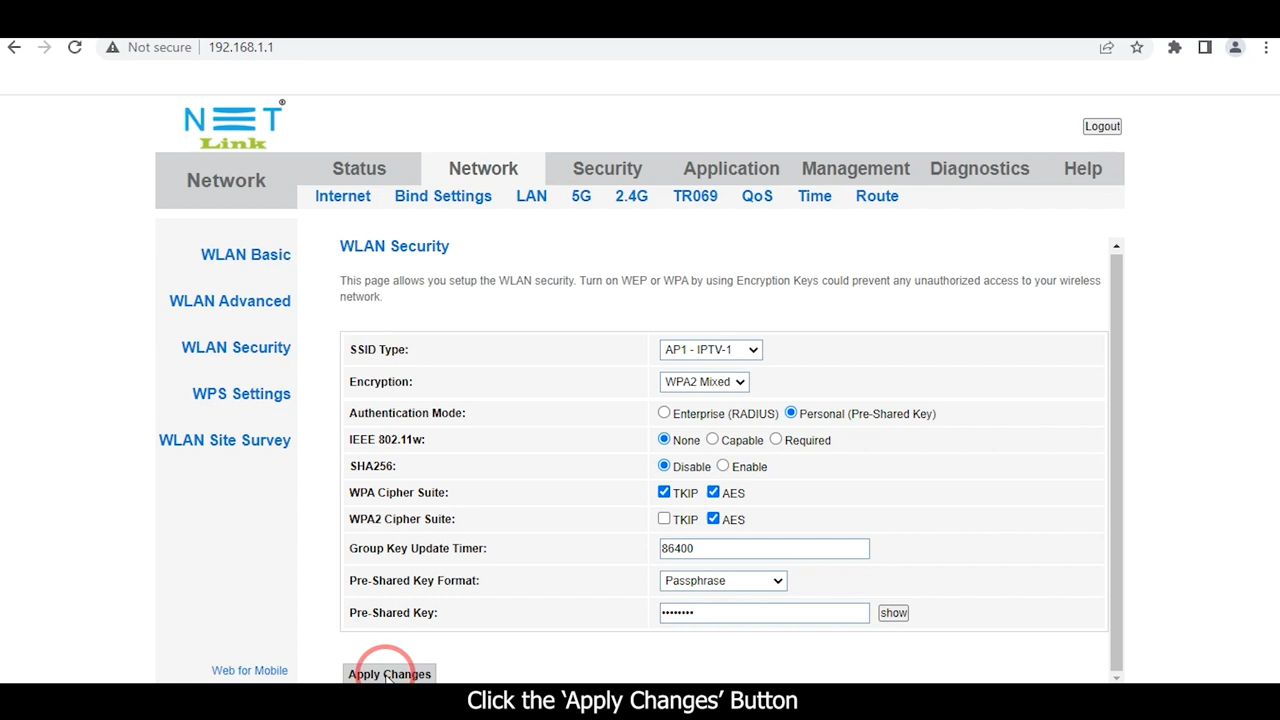 Not secure | 192.168.1.1
NET ®
Link
Logout
Network
Status Network Security Application Management Diagnostics Help
Internet Bind Settings LAN 5G 2.4G TR069 QoS Time Route
WLAN Basic
WLAN Advanced
WLAN Security
WPS Settings
WLAN Site Survey
Web for Mobile
WLAN Security
This page allows you setup the WLAN security. Turn on WEP or WPA by using Encryption Keys could prevent any unauthorized access to your wireless
network.
SSID Type: AP1 - IPTV-1
Encryption: WPA2 Mixed
Authentication Mode: Enterprise (RADIUS) Personal (Pre-Shared Key)
IEEE 802.11w: None Capable Required
SHA256: Disable Enable
WPA Cipher Suite: TKIP AES
WPA2 Cipher Suite: TKIP AES
Group Key Update Timer: 86400
Pre-Shared Key Format: Passphrase
Pre-Shared Key: •••••••• show
Apply Changes
Click the ‘Apply Changes’ Button